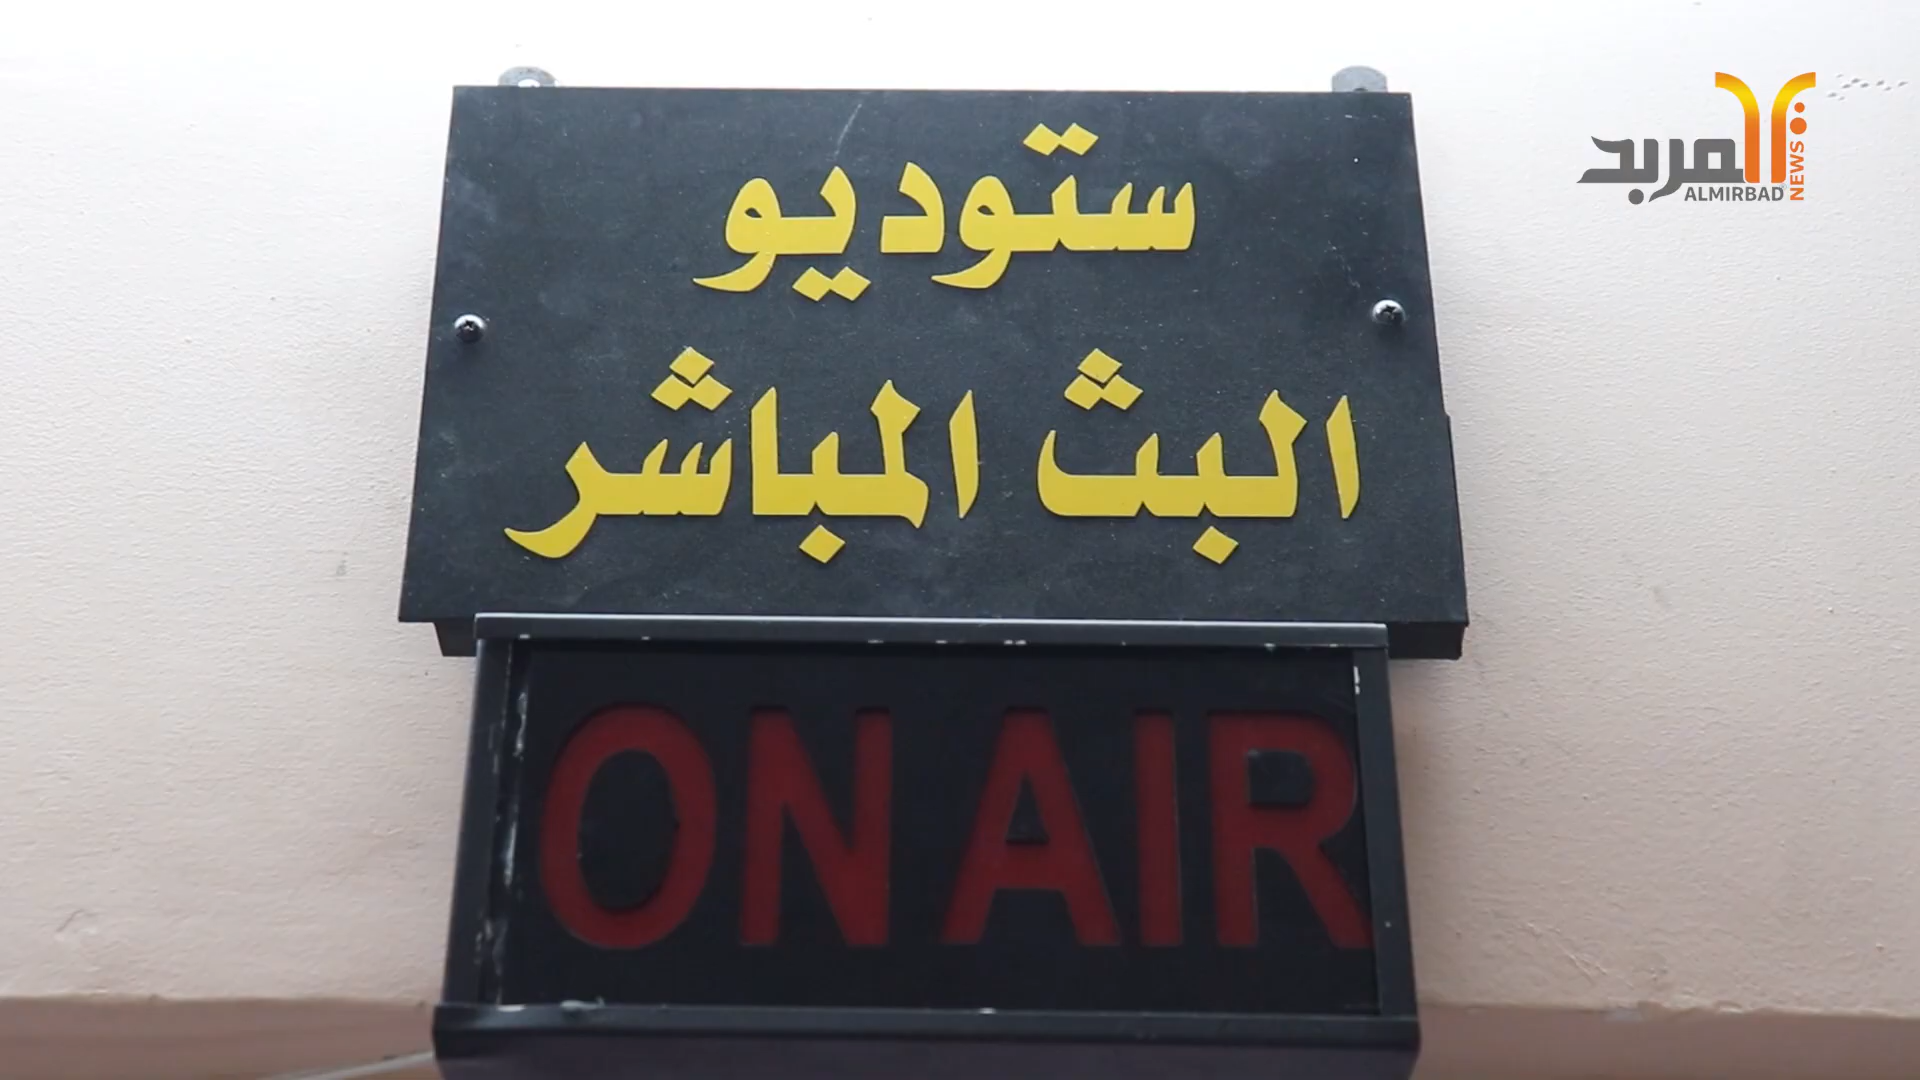 ستوديو
البث المباشر
ON AIR
المربد
ALMIRBAD
NEWS